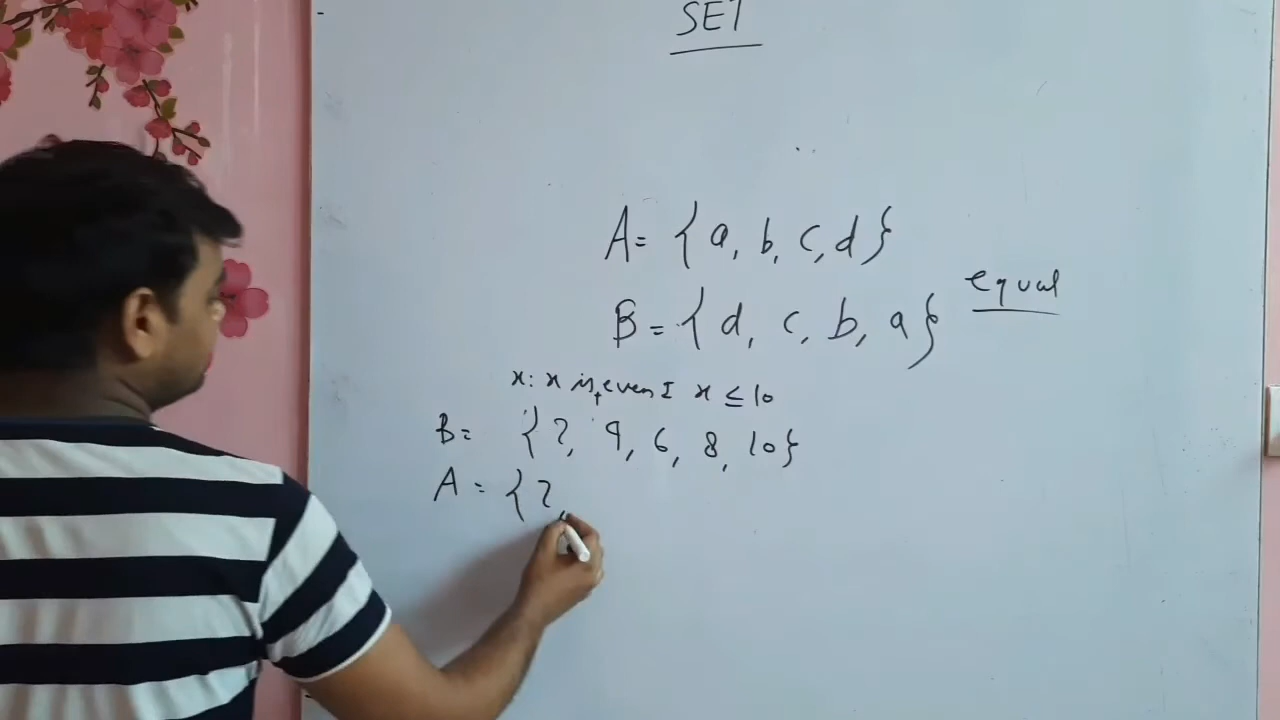 SET
A = { a, b, c, d }
B = { d, c, b, a }
equal
x : x is +even I x ≤ 10
B = { 2, 4, 6, 8, 10 }
A = { 2,